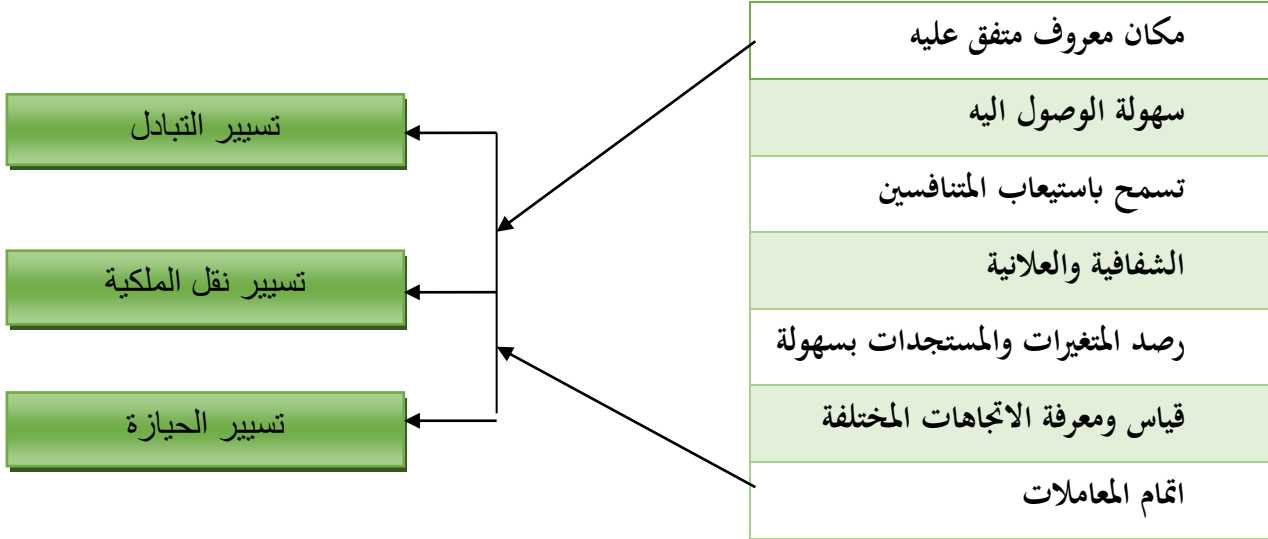 مكان معروف متفق عليه
سهولة الوصول اليه
تسمح باستيعاب المتنافسين
الشفافية والعلانية
رصد المتغيرات والمستجدات بسهولة
قياس ومعرفة الاتجاهات المختلفة
اتمام المعاملات
تسيير التبادل
تسيير نقل الملكية
تسيير الحيازة